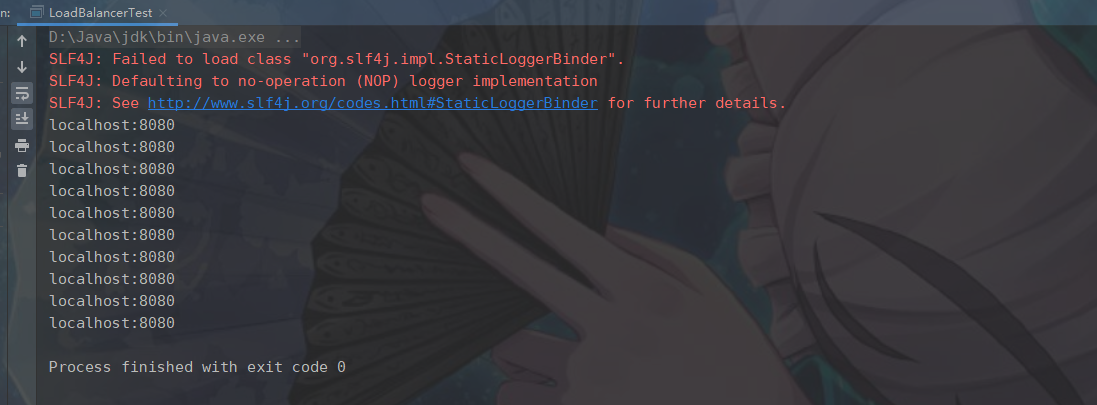 n:
LoadBalancerTest
D:\Java\jdk\bin\java.exe ...
SLF4J: Failed to load class "org.slf4j.impl.StaticLoggerBinder".
SLF4J: Defaulting to no-operation (NOP) logger implementation
SLF4J: See http://www.slf4j.org/codes.html#StaticLoggerBinder for further details.
localhost:8080
localhost:8080
localhost:8080
localhost:8080
localhost:8080
localhost:8080
localhost:8080
localhost:8080
localhost:8080
localhost:8080
Process finished with exit code 0